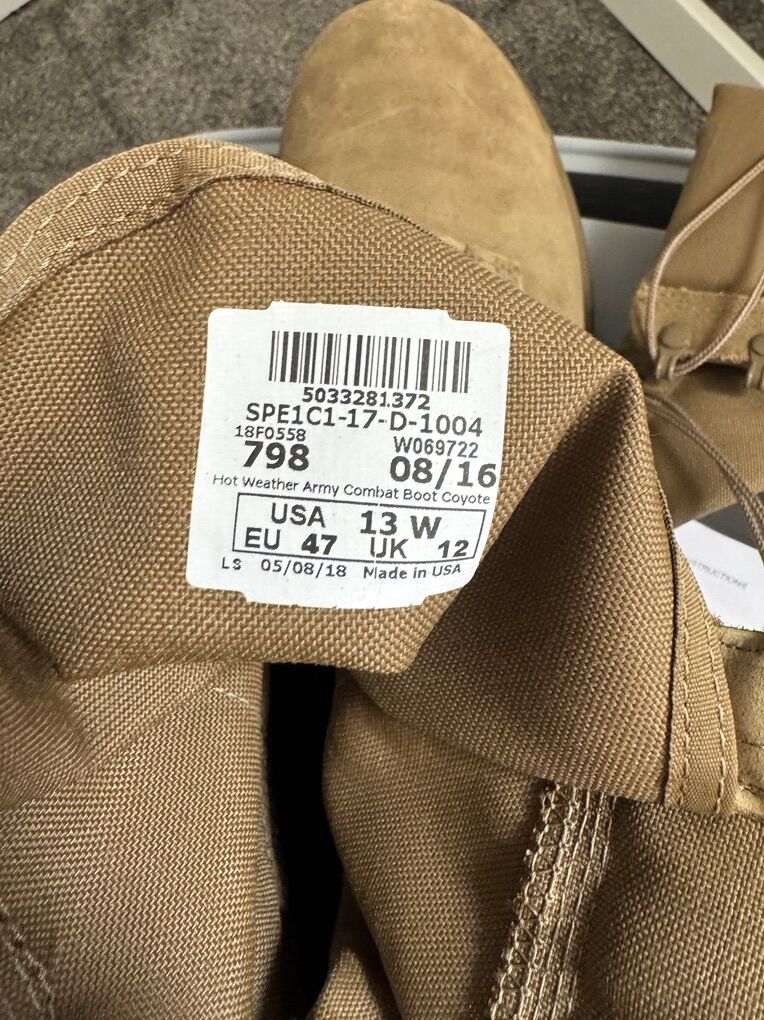 5033281372
SPE1C1-17-D-1004
18F0558 W069722
798 08/16
Hot Weather Army Combat Boot Coyote
USA 13 W
EU 47 UK 12
LS 05/08/18 Made in USA